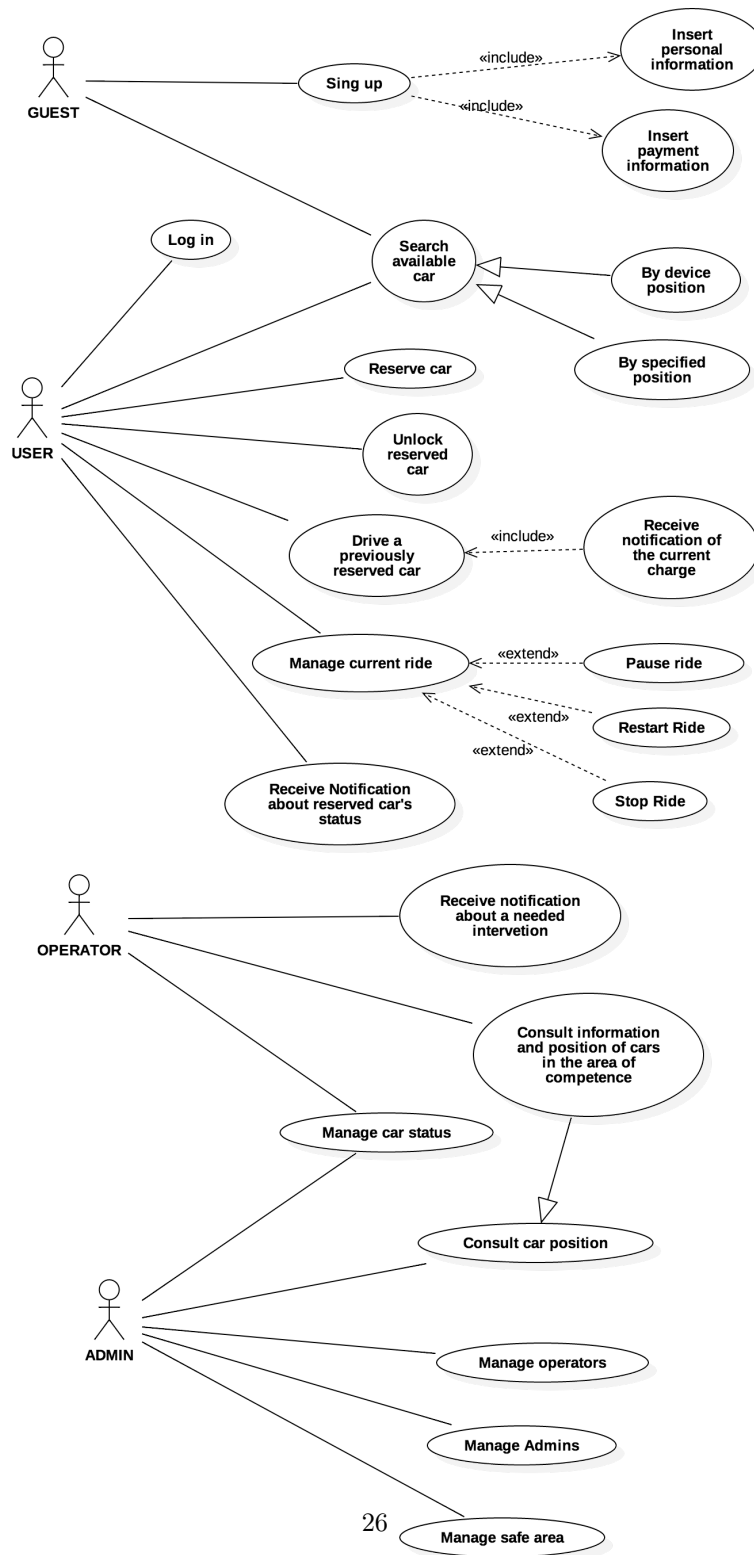 Insert
personal
information
«include»
Sing up
GUEST
«include»
Insert
payment
information
Log in
Search
available
car
By device
position
Reserve car
By specified
position
USER
Unlock
reserved
car
Drive a
previously
reserved car
«include»
Receive
notification of
the current
charge
Manage current ride
«extend»
Pause ride
«extend»
Restart Ride
«extend»
Stop Ride
Receive Notification
about reserved car's
status
OPERATOR
Receive notification
about a needed
intervetion
Consult information
and position of cars
in the area of
competence
Manage car status
Consult car position
ADMIN
Manage operators
Manage Admins
26
Manage safe area